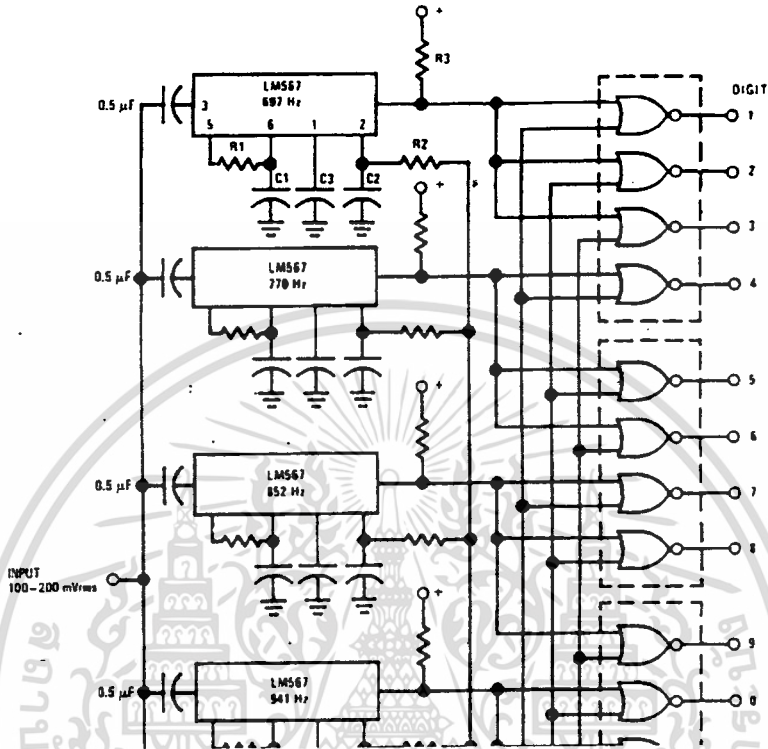 +
R3
DIGIT
LM567
697 Hz
0.5 μF
3
5
6
1
2
R1
R2
C1
C3
C2
1
2
3
4
+
LM567
770 Hz
0.5 μF
5
6
7
8
+
LM567
852 Hz
0.5 μF
INPUT
100–200 mVrms
+
LM567
941 Hz
0.5 μF
9
0